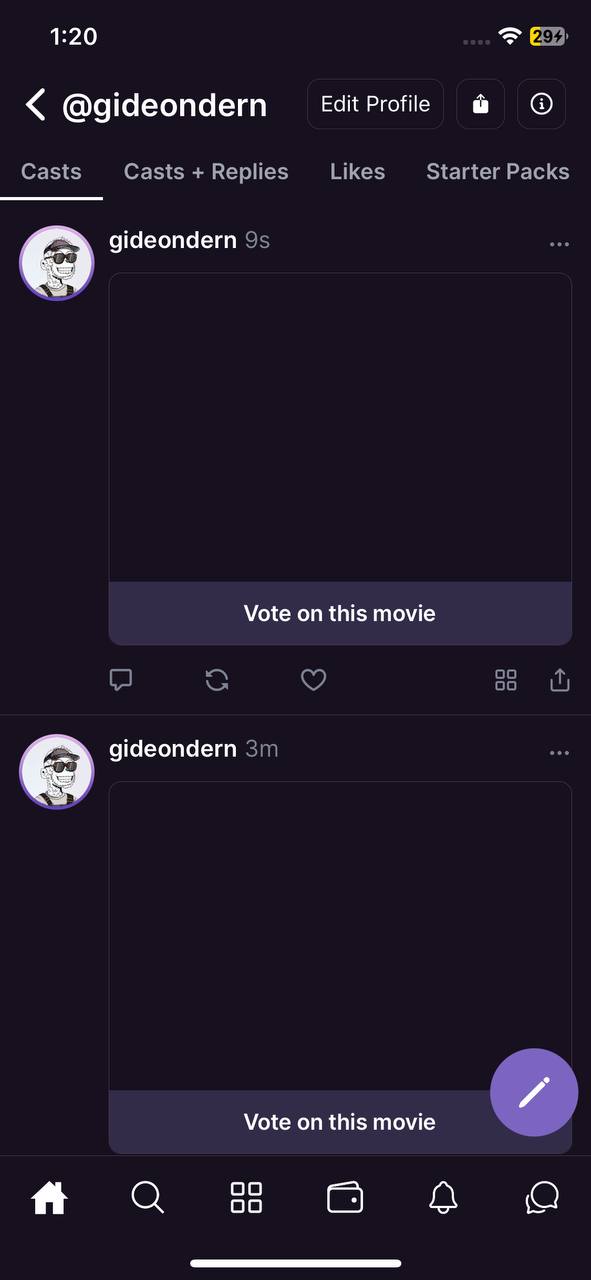 1:20
29
@gideondern
Edit Profile
Casts
Casts + Replies
Likes
Starter Packs
gideondern 9s
Vote on this movie
gideondern 3m
Vote on this movie